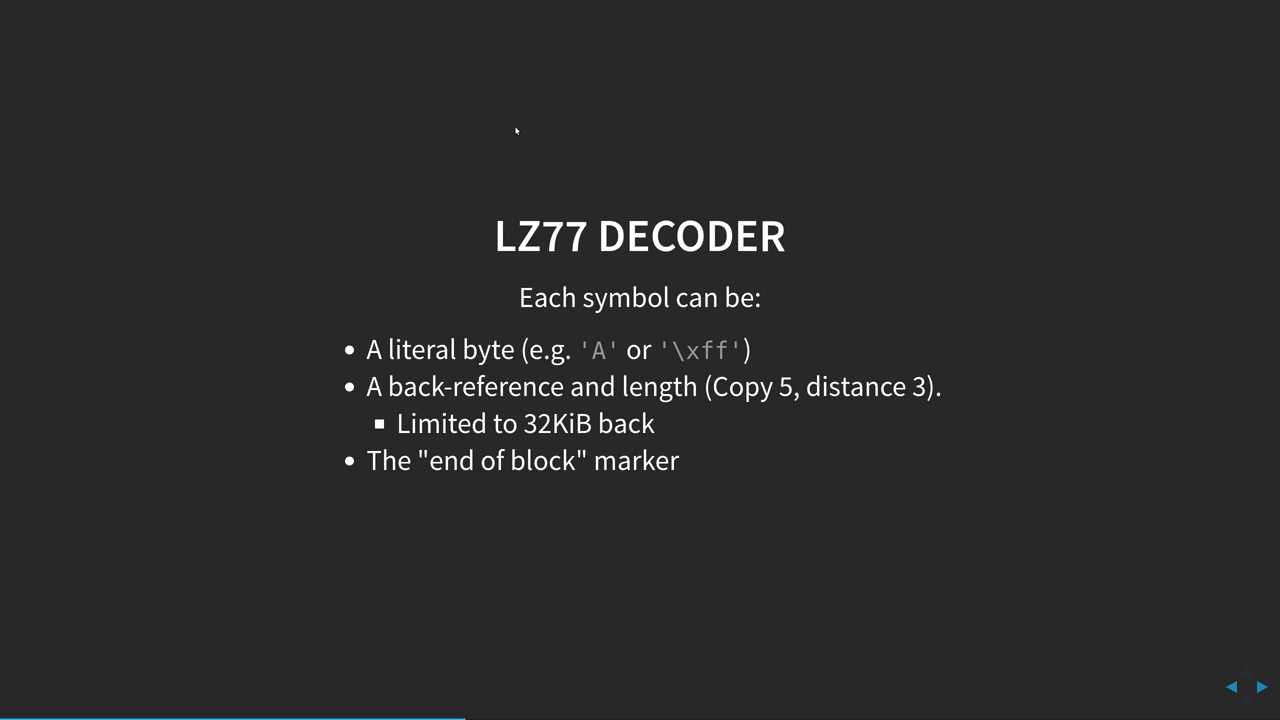 LZ77 DECODER
Each symbol can be:
• A literal byte (e.g. 'A' or '\xff')
• A back-reference and length (Copy 5, distance 3).
▪ Limited to 32KiB back
• The "end of block" marker